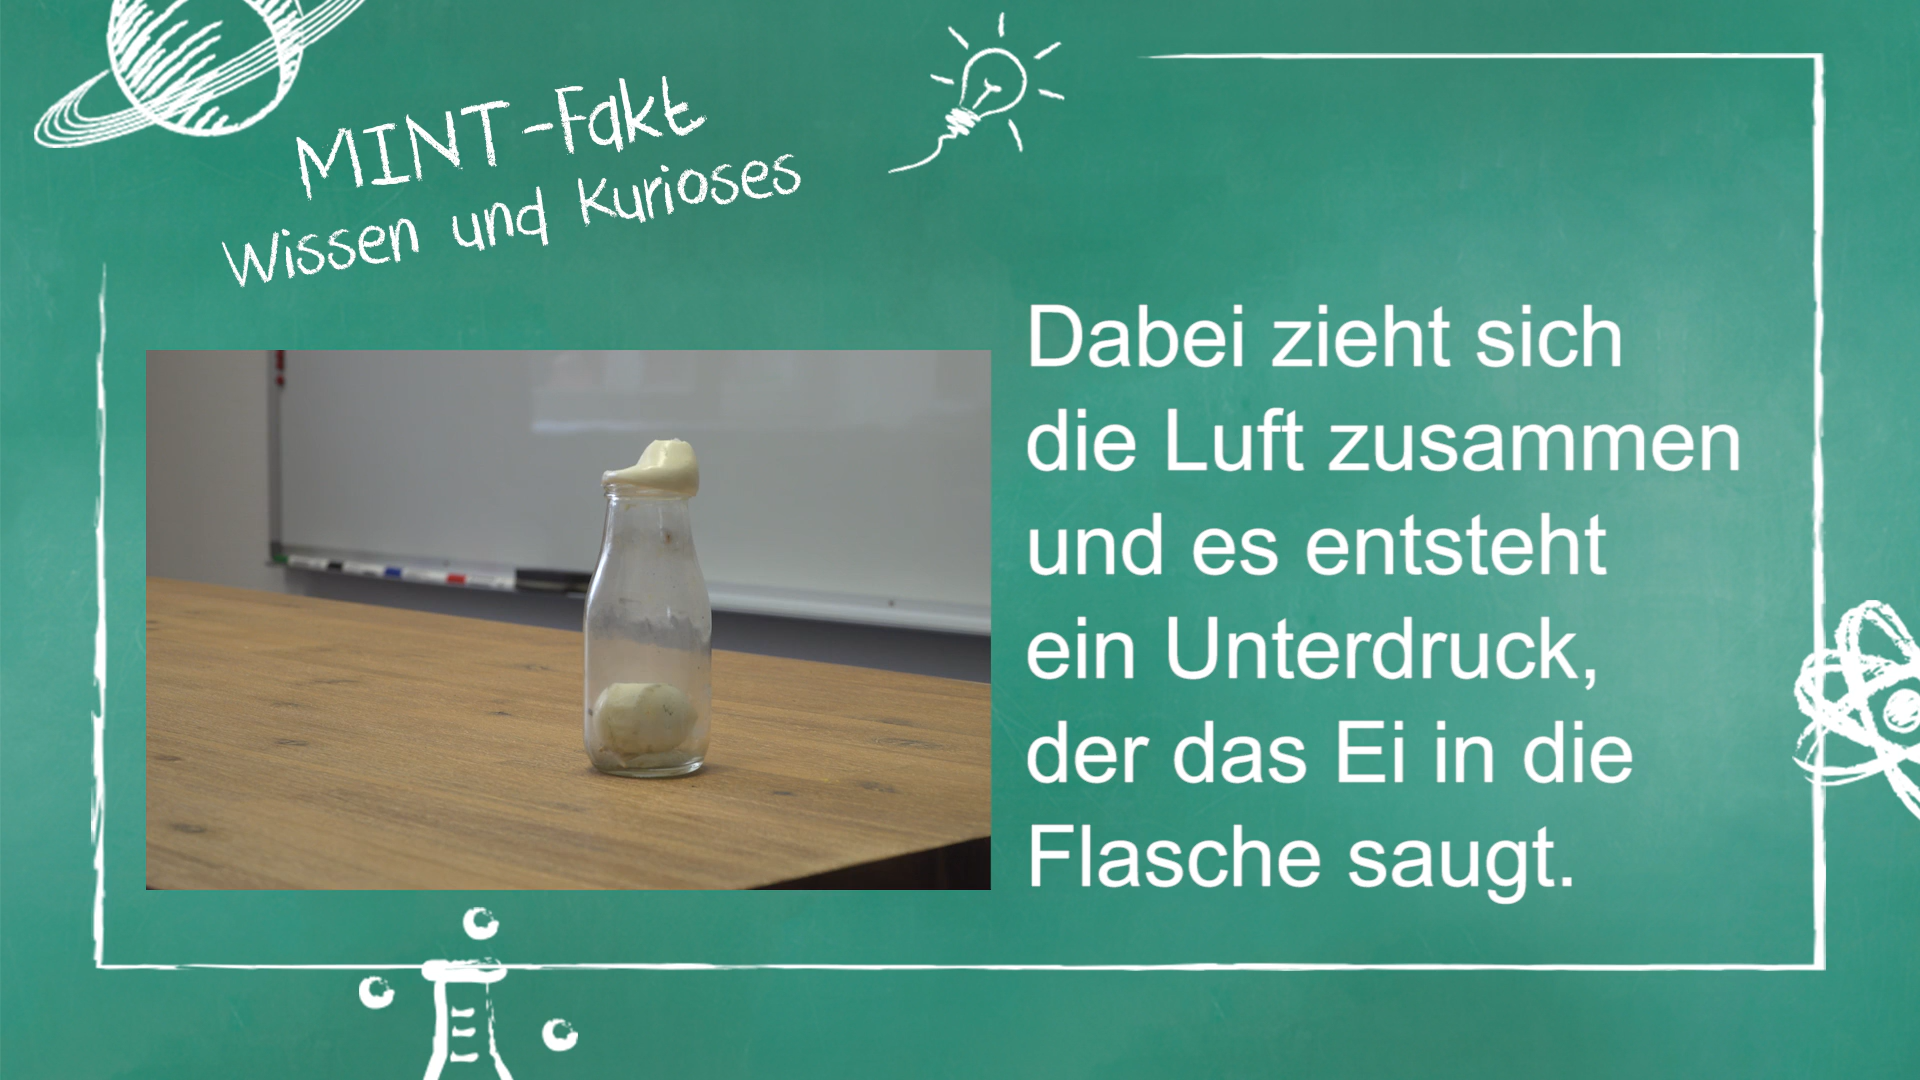 MINT-Fakt
Wissen und Kurioses
Dabei zieht sich
die Luft zusammen
und es entsteht
ein Unterdruck,
der das Ei in die
Flasche saugt.